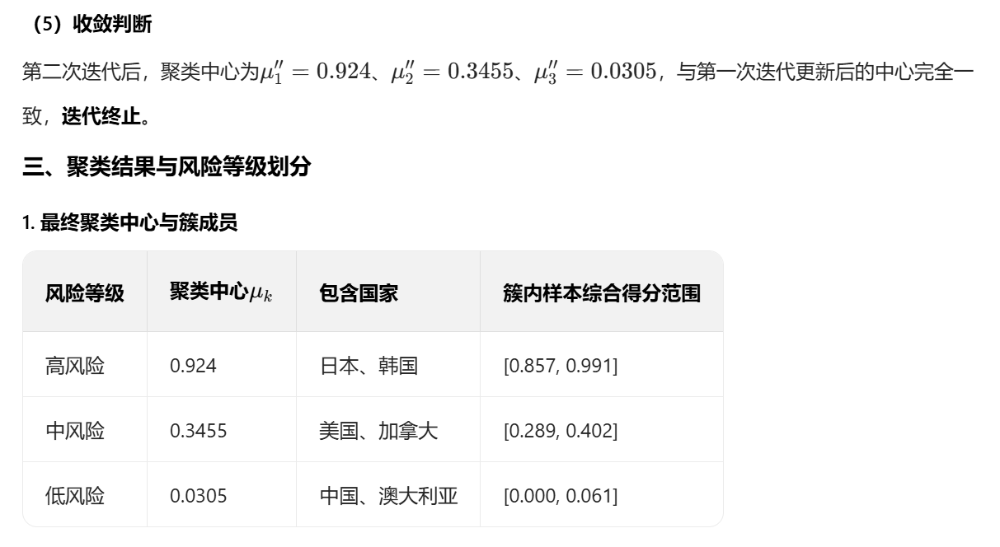 （5）收敛判断
第二次迭代后，聚类中心为μ₁″ = 0.924、μ₂″ = 0.3455、μ₃″ = 0.0305，与第一次迭代更新后的中心完全一
致，迭代终止。
三、聚类结果与风险等级划分
1. 最终聚类中心与簇成员
风险等级 聚类中心μₖ 包含国家 簇内样本综合得分范围
高风险 0.924 日本、韩国 [0.857, 0.991]
中风险 0.3455 美国、加拿大 [0.289, 0.402]
低风险 0.0305 中国、澳大利亚 [0.000, 0.061]